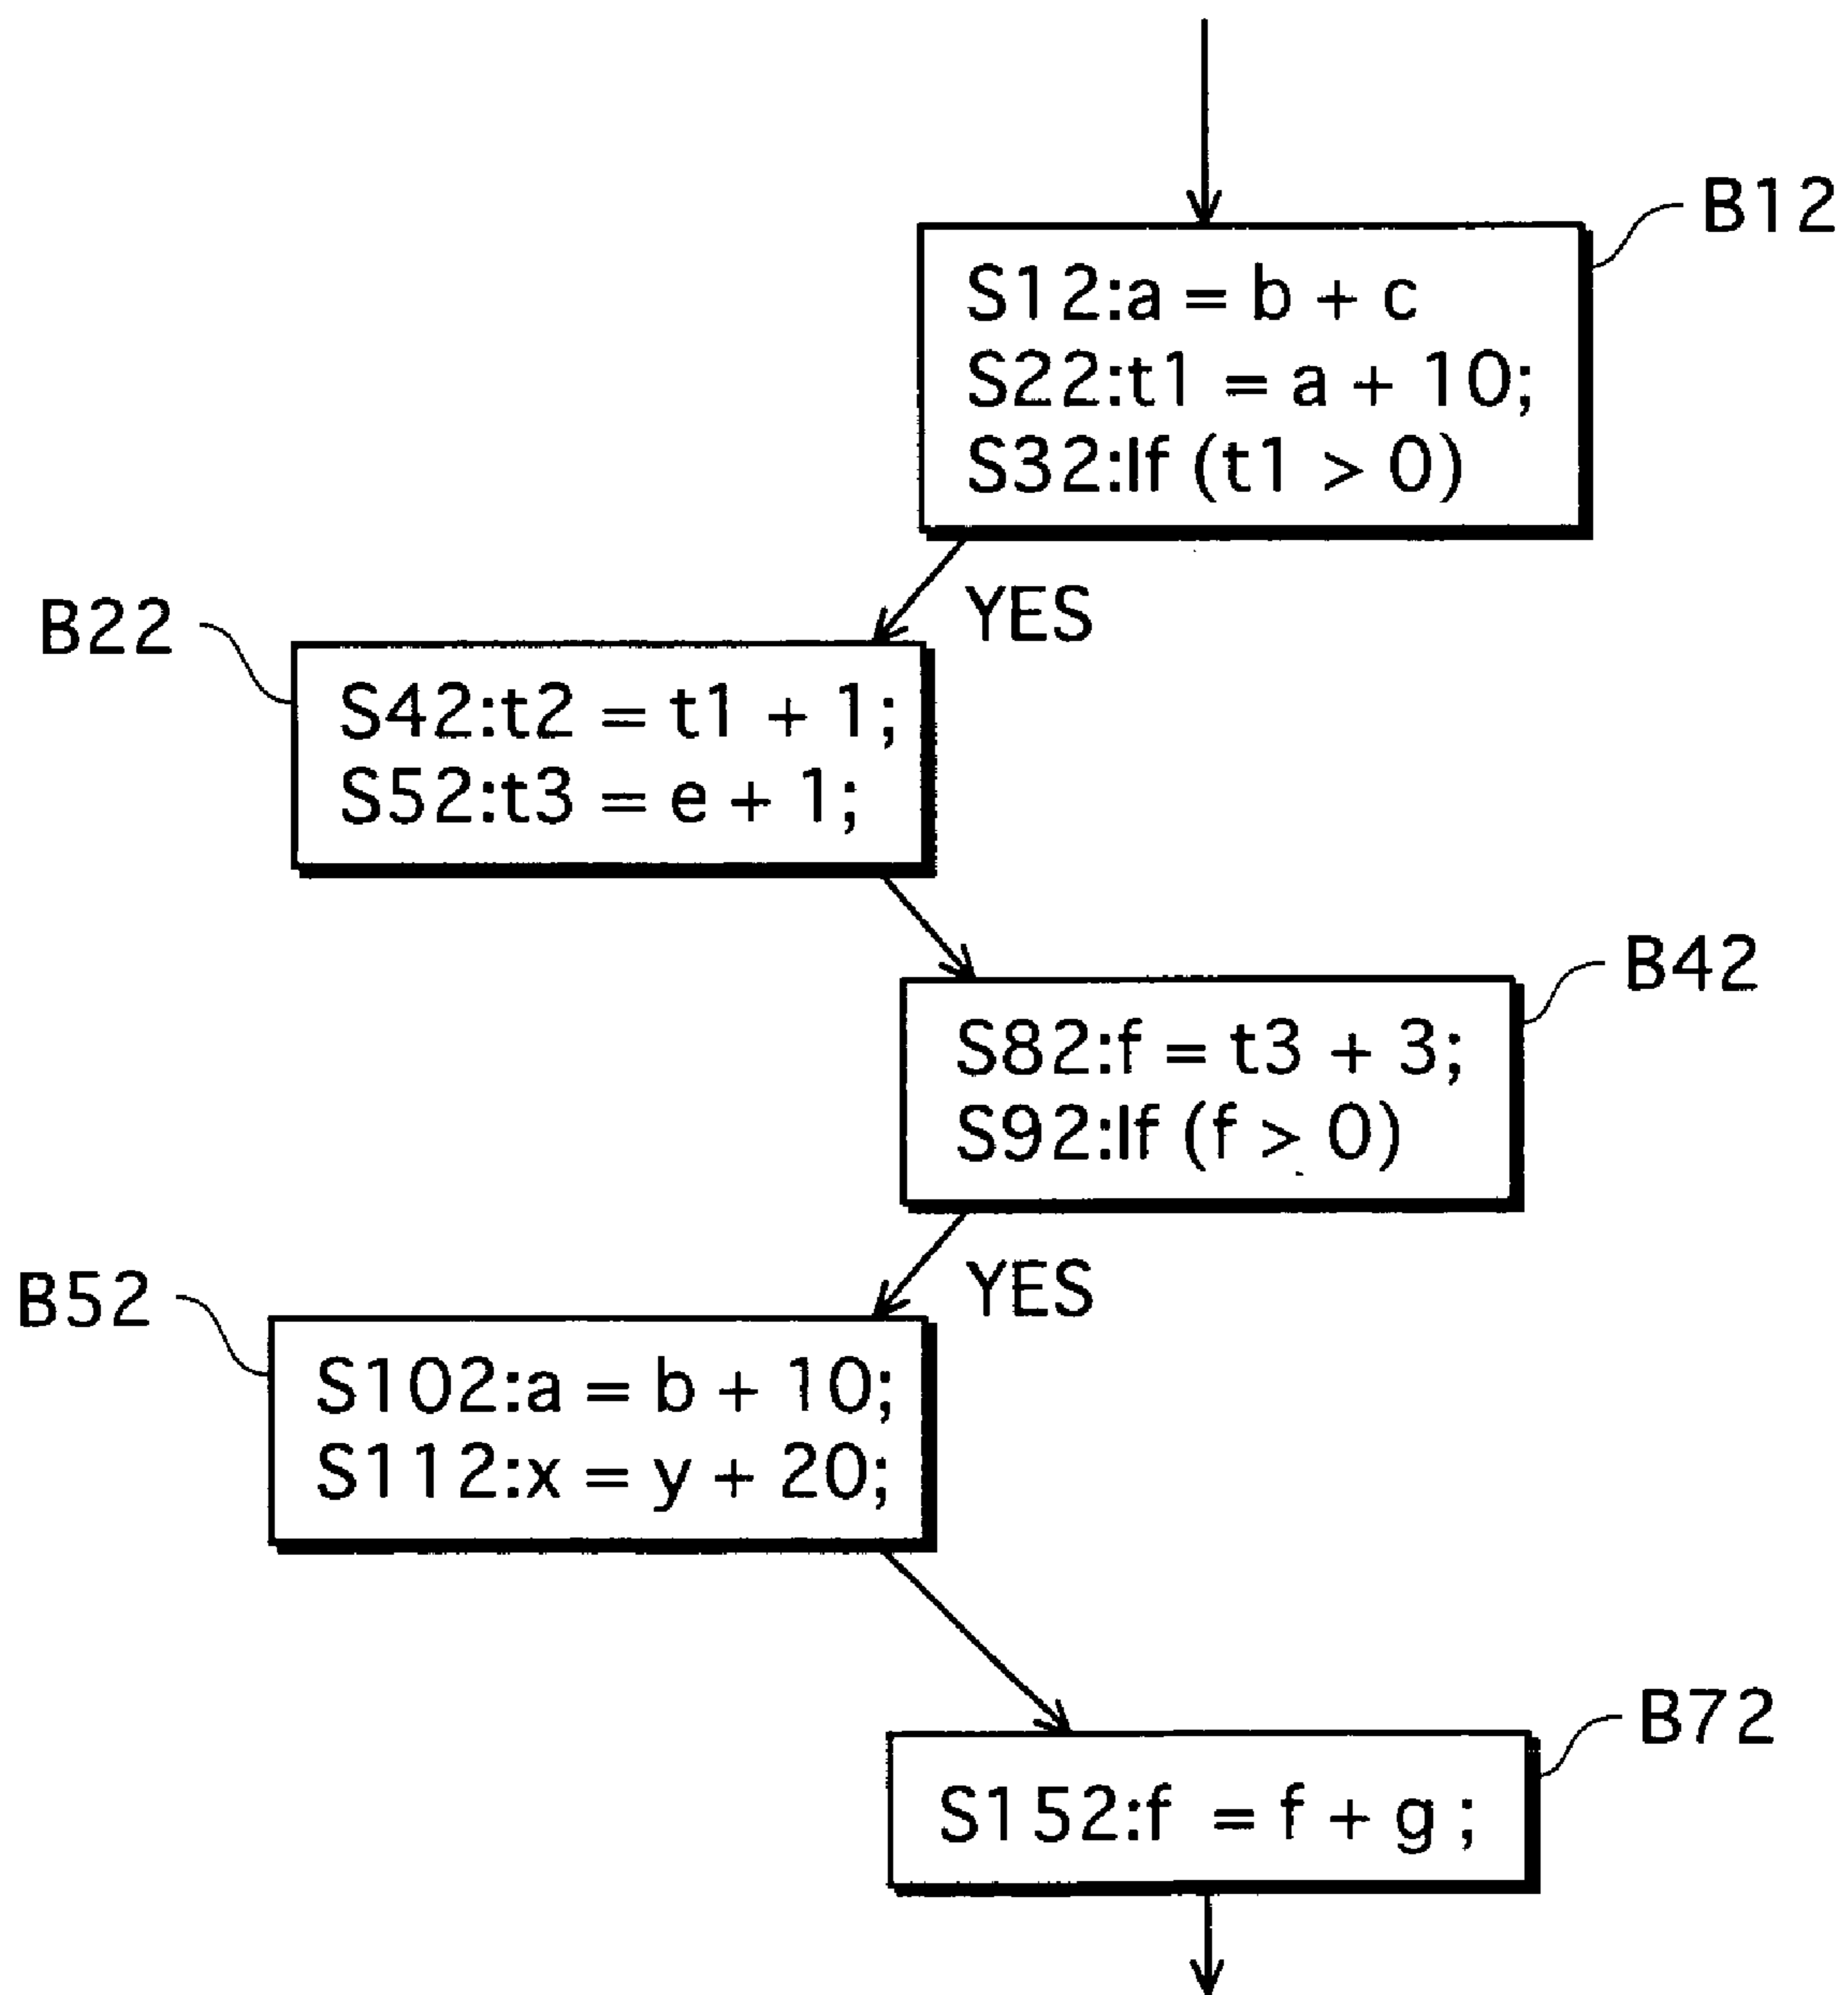 B12
S12:a = b + c
S22:t1 = a + 10;
S32:If (t1 > 0)
YES
B22
S42:t2 = t1 + 1;
S52:t3 = e + 1;
B42
S82:f = t3 + 3;
S92:If (f > 0)
YES
B52
S102:a = b + 10;
S112:x = y + 20;
B72
S152:f = f + g ;